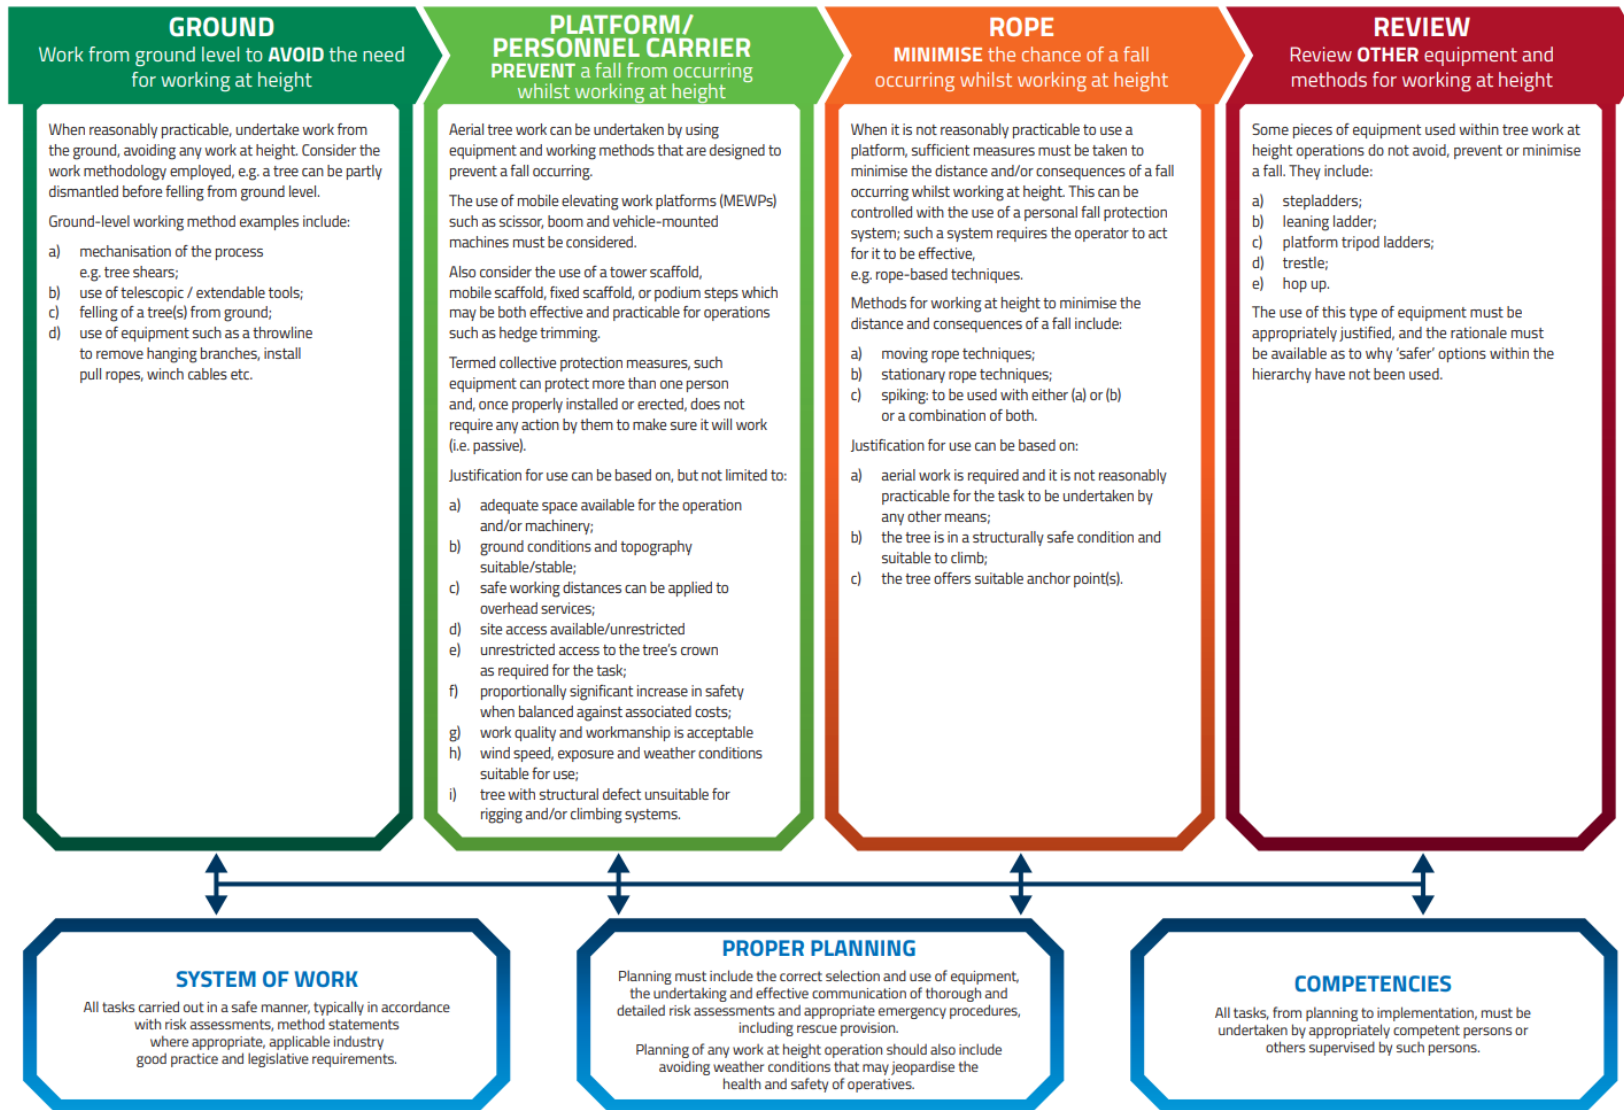 GROUND
Work from ground level to AVOID the need
for working at height
When reasonably practicable, undertake work from
the ground, avoiding any work at height. Consider the
work methodology employed, e.g. a tree can be partly
dismantled before felling from ground level.
Ground-level working method examples include:
a) mechanisation of the process
e.g. tree shears;
b) use of telescopic / extendable tools;
c) felling of a tree(s) from ground;
d) use of equipment such as a throwline
to remove hanging branches, install
pull ropes, winch cables etc.
PLATFORM/
PERSONNEL CARRIER
PREVENT a fall from occurring
whilst working at height
Aerial tree work can be undertaken by using
equipment and working methods that are designed to
prevent a fall occurring.
The use of mobile elevating work platforms (MEWPs)
such as scissor, boom and vehicle-mounted
machines must be considered.
Also consider the use of a tower scaffold,
mobile scaffold, fixed scaffold, or podium steps which
may be both effective and practicable for operations
such as hedge trimming.
Termed collective protection measures, such
equipment can protect more than one person
and, once properly installed or erected, does not
require any action by them to make sure it will work
(i.e. passive).
Justification for use can be based on, but not limited to:
a) adequate space available for the operation
and/or machinery;
b) ground conditions and topography
suitable/stable;
c) safe working distances can be applied to
overhead services;
d) site access available/unrestricted
e) unrestricted access to the tree's crown
as required for the task;
f) proportionally significant increase in safety
when balanced against associated costs;
g) work quality and workmanship is acceptable
h) wind speed, exposure and weather conditions
suitable for use;
i) tree with structural defect unsuitable for
rigging and/or climbing systems.
ROPE
MINIMISE the chance of a fall
occurring whilst working at height
When it is not reasonably practicable to use a
platform, sufficient measures must be taken to
minimise the distance and/or consequences of a fall
occurring whilst working at height. This can be
controlled with the use of a personal fall protection
system; such a system requires the operator to act
for it to be effective,
e.g. rope-based techniques.
Methods for working at height to minimise the
distance and consequences of a fall include:
a) moving rope techniques;
b) stationary rope techniques;
c) spiking: to be used with either (a) or (b)
or a combination of both.
Justification for use can be based on:
a) aerial work is required and it is not reasonably
practicable for the task to be undertaken by
any other means;
b) the tree is in a structurally safe condition and
suitable to climb;
c) the tree offers suitable anchor point(s).
REVIEW
Review OTHER equipment and
methods for working at height
Some pieces of equipment used within tree work at
height operations do not avoid, prevent or minimise
a fall. They include:
a) stepladders;
b) leaning ladder;
c) platform tripod ladders;
d) trestle;
e) hop up.
The use of this type of equipment must be
appropriately justified, and the rationale must
be available as to why 'safer' options within the
hierarchy have not been used.
SYSTEM OF WORK
All tasks carried out in a safe manner, typically in accordance
with risk assessments, method statements
where appropriate, applicable industry
good practice and legislative requirements.
PROPER PLANNING
Planning must include the correct selection and use of equipment,
the undertaking and effective communication of thorough and
detailed risk assessments and appropriate emergency procedures,
including rescue provision.
Planning of any work at height operation should also include
avoiding weather conditions that may jeopardise the
health and safety of operatives.
COMPETENCIES
All tasks, from planning to implementation, must be
undertaken by appropriately competent persons or
others supervised by such persons.